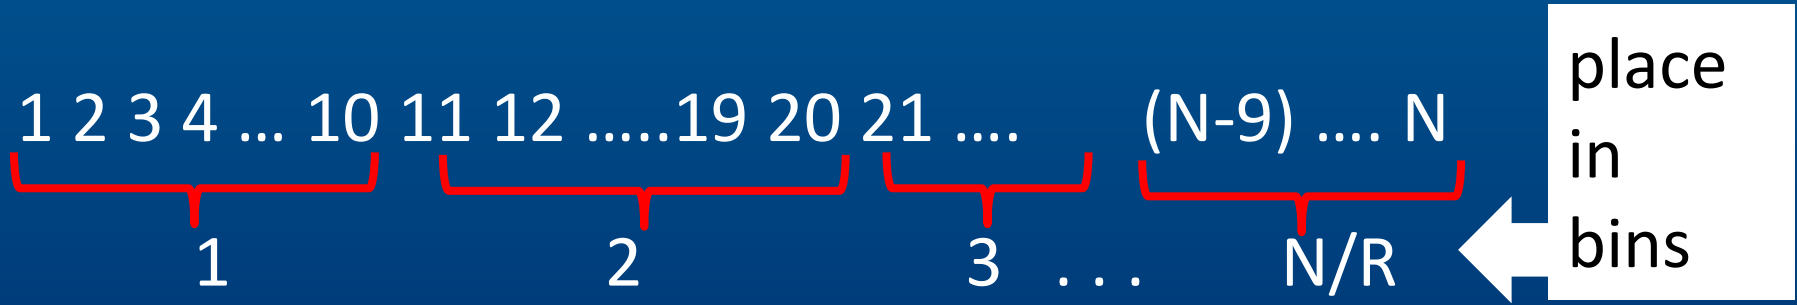 1 2 3 4 ... 10 11 12 .....19 20 21 .... (N-9) .... N
1 2 3 . . . N/R
place
in
bins